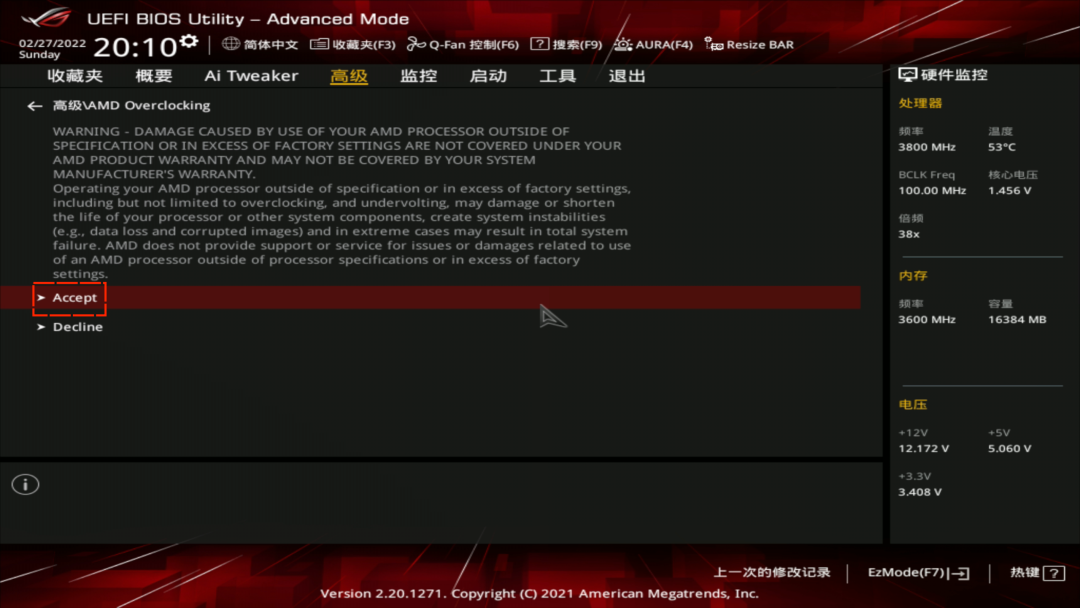 UEFI BIOS Utility – Advanced Mode
02/27/2022
Sunday
20:10
简体中文
收藏夹(F3)
Q-Fan 控制(F6)
?
搜索(F9)
AURA(F4)
Resize BAR
收藏夹
概要
Ai Tweaker
高级
监控
启动
工具
退出
硬件监控
高级\AMD Overclocking
WARNING - DAMAGE CAUSED BY USE OF YOUR AMD PROCESSOR OUTSIDE OF
SPECIFICATION OR IN EXCESS OF FACTORY SETTINGS ARE NOT COVERED UNDER YOUR
AMD PRODUCT WARRANTY AND MAY NOT BE COVERED BY YOUR SYSTEM
MANUFACTURER'S WARRANTY.
Operating your AMD processor outside of specification or in excess of factory settings,
including but not limited to overclocking, and undervolting, may damage or shorten
the life of your processor or other system components, create system instabilities
(e.g., data loss and corrupted images) and in extreme cases may result in total system
failure. AMD does not provide support or service for issues or damages related to use
of an AMD processor outside of processor specifications or in excess of factory
settings.
Accept
Decline
处理器
频率
温度
3800 MHz
53°C
BCLK Freq
核心电压
100.00 MHz
1.456 V
倍频
38x
内存
频率
容量
3600 MHz
16384 MB
电压
+12V
+5V
12.172 V
5.060 V
+3.3V
3.408 V
i
上一次的修改记录
EzMode(F7)
热键
?
Version 2.20.1271. Copyright (C) 2021 American Megatrends, Inc.